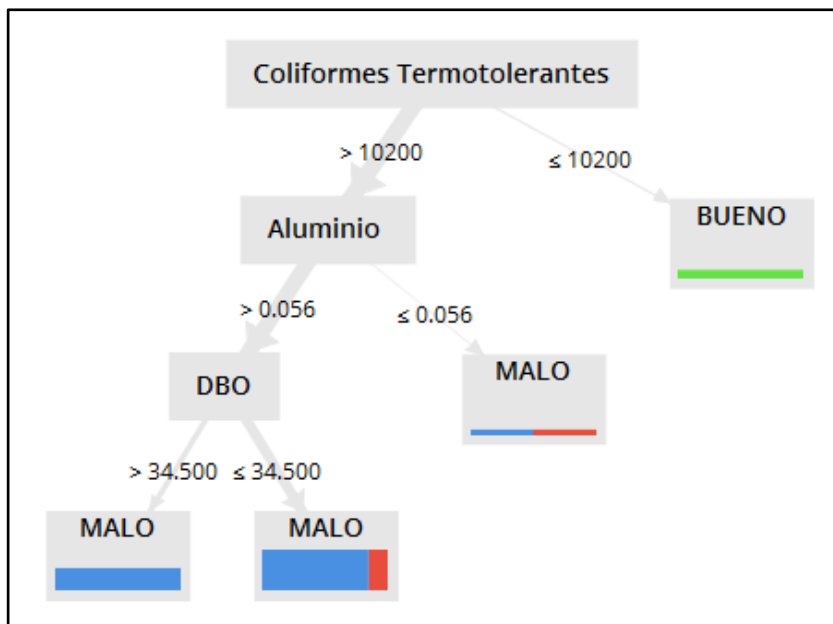 Coliformes Termotolerantes
> 10200
≤ 10200
Aluminio
BUENO
> 0.056
≤ 0.056
DBO
MALO
> 34.500
≤ 34.500
MALO
MALO